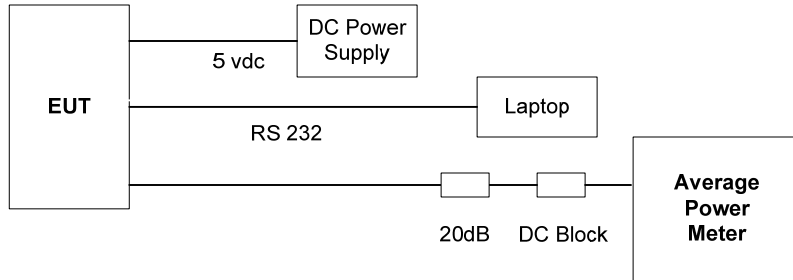 DC Power
Supply
5 vdc
EUT
Laptop
RS 232
Average
Power
Meter
20dB
DC Block